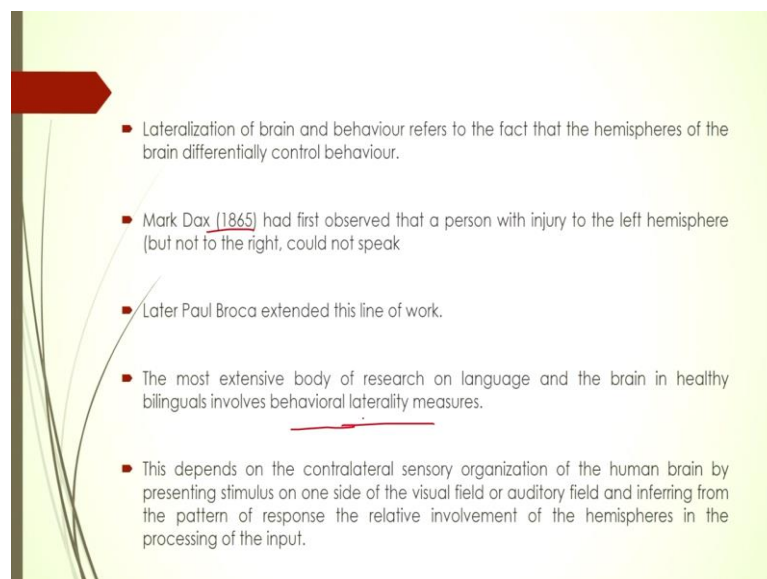 Lateralization of brain and behaviour refers to the fact that the hemispheres of the
brain differentially control behaviour.
Mark Dax (1865) had first observed that a person with injury to the left hemisphere
(but not to the right, could not speak
Later Paul Broca extended this line of work.
The most extensive body of research on language and the brain in healthy
bilinguals involves behavioral laterality measures.
This depends on the contralateral sensory organization of the human brain by
presenting stimulus on one side of the visual field or auditory field and inferring from
the pattern of response the relative involvement of the hemispheres in the
processing of the input.